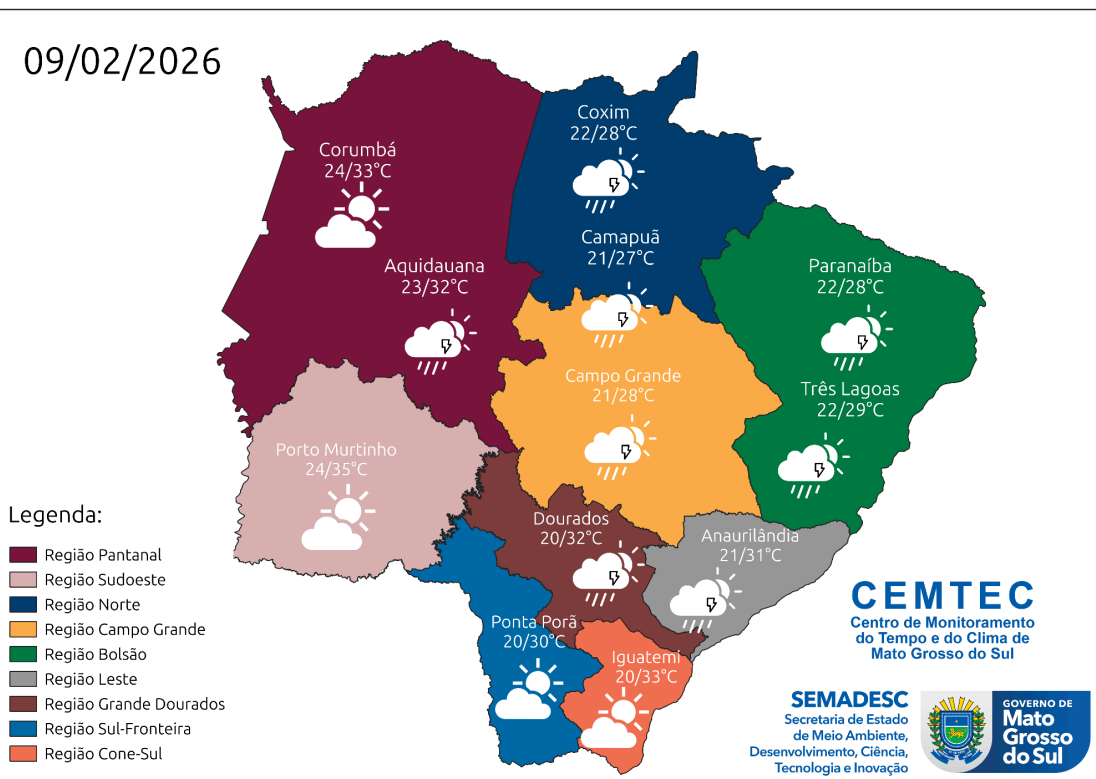 09/02/2026
Coxim
22/28°C
Corumbá
24/33°C
Camapuã
21/27°C
Aquidauana
23/32°C
Paranaíba
22/28°C
Campo Grande
21/28°C
Três Lagoas
22/29°C
Porto Murtinho
24/35°C
Dourados
20/32°C
Anaurilândia
21/31°C
Ponta Porã
20/30°C
Iguatemi
20/33°C
Legenda:
Região Pantanal
Região Sudoeste
Região Norte
Região Campo Grande
Região Bolsão
Região Leste
Região Grande Dourados
Região Sul-Fronteira
Região Cone-Sul
CEMTEC
Centro de Monitoramento
do Tempo e do Clima de
Mato Grosso do Sul
SEMADESC
Secretaria de Estado
de Meio Ambiente,
Desenvolvimento, Ciência,
Tecnologia e Inovação
GOVERNO DE
Mato
Grosso
do Sul